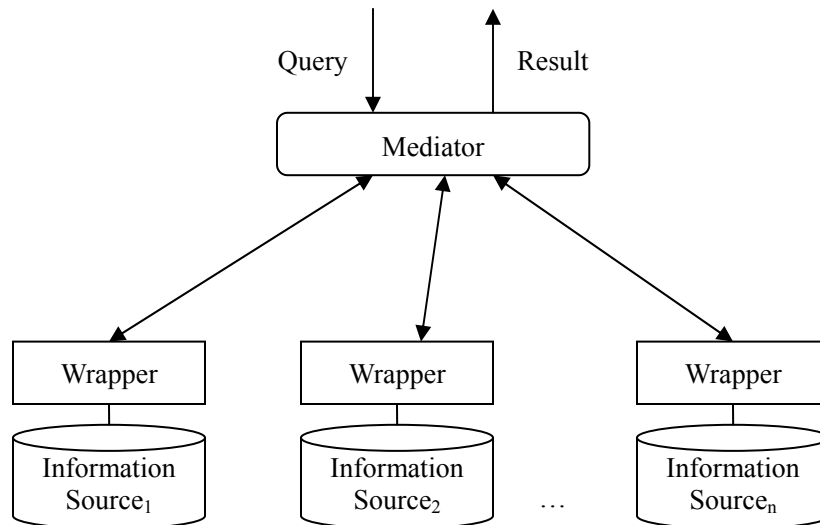 Query Result
Mediator
Wrapper Wrapper Wrapper
Information Information Information
Source₁ Source₂ … Sourceₙ